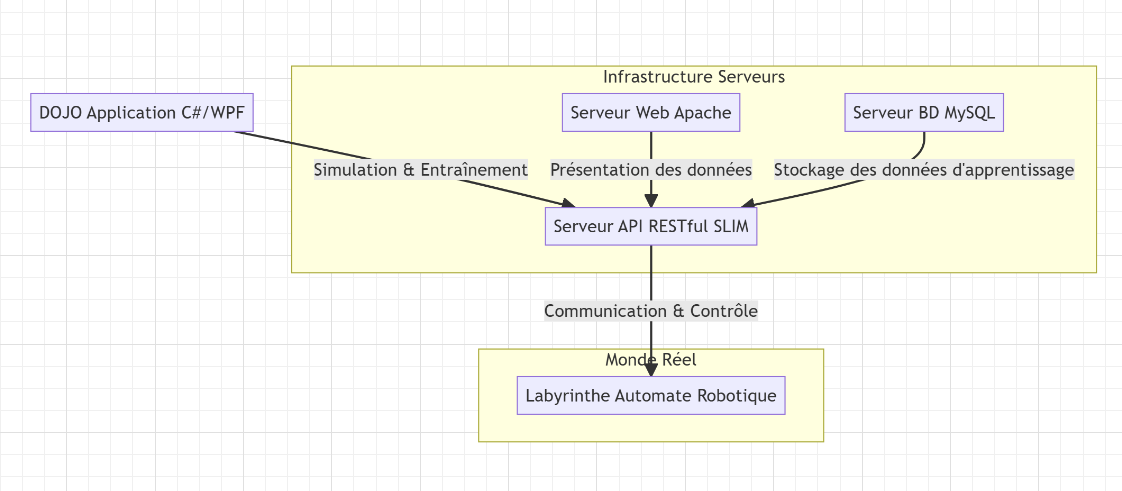 Infrastructure Serveurs
DOJO Application C#/WPF
Serveur Web Apache
Serveur BD MySQL
Simulation & Entraînement
Présentation des données
Stockage des données d'apprentissage
Serveur API RESTful SLIM
Communication & Contrôle
Monde Réel
Labyrinthe Automate Robotique